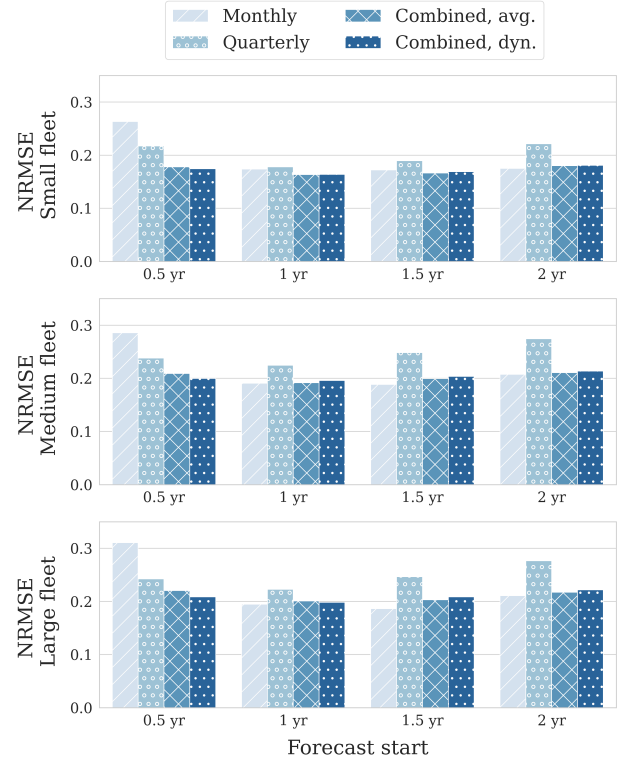 Monthly
Quarterly
Combined, avg.
Combined, dyn.
NRMSE
Small fleet
0.3
0.2
0.1
0.0
0.5 yr
1 yr
1.5 yr
2 yr
NRMSE
Medium fleet
0.3
0.2
0.1
0.0
0.5 yr
1 yr
1.5 yr
2 yr
NRMSE
Large fleet
0.3
0.2
0.1
0.0
0.5 yr
1 yr
1.5 yr
2 yr
Forecast start